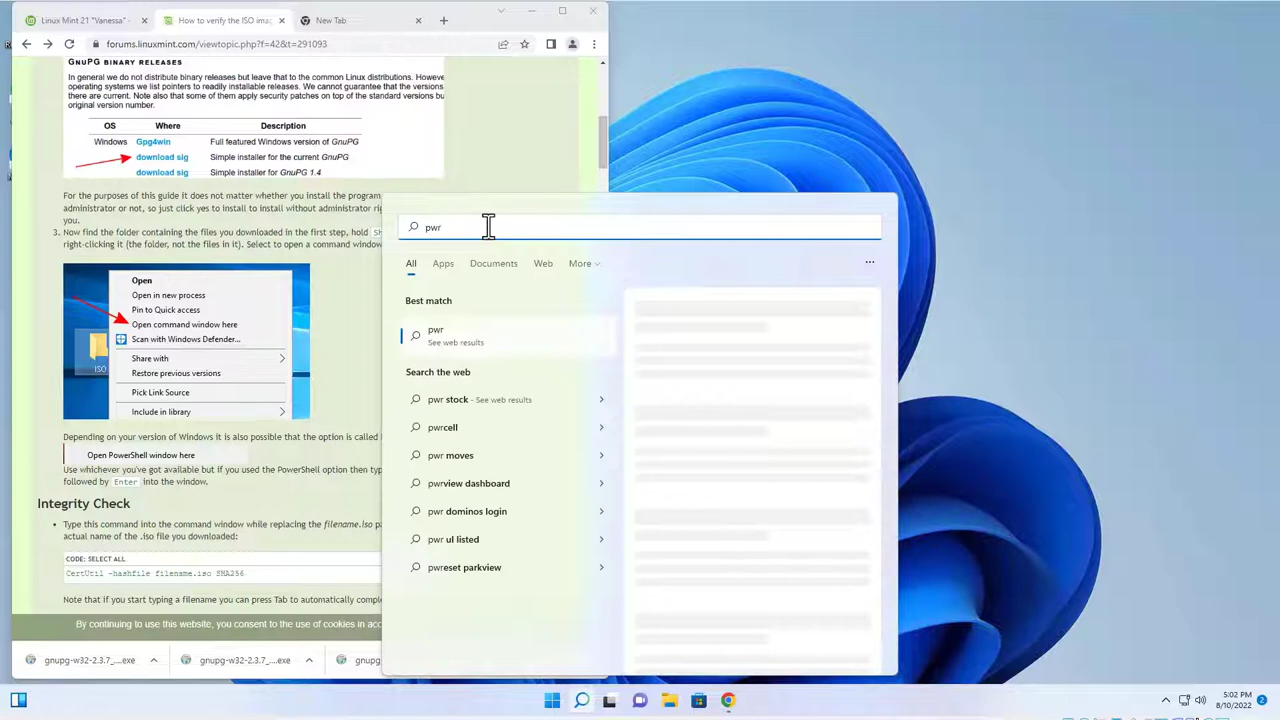 Linux Mint 21 "Vanessa" -
How to verify the ISO ima
New Tab
forums.linuxmint.com/viewtopic.php?f=42&t=291093
GNUPG BINARY RELEASES
In general we do not distribute binary releases but leave that to the common Linux distributions. Howeve
operating systems we list pointers to readily installable releases. We cannot guarantee that the versions
there are current. Note also that some of them apply security patches on top of the standard versions bu
original version number.
OS Where Description
Windows Gpg4win Full featured Windows version of GnuPG
download sig Simple installer for the current GnuPG
download sig Simple installer for GnuPG 1.4
For the purposes of this guide it does not matter whether you install the program
administrator or not, so just click yes to install to install without administrator ri
you.
3. Now find the folder containing the files you downloaded in the first step, hold
right-clicking it (the folder, not the files in it). Select to open a command window
Open
Open in new process
Pin to Quick access
Open command window here
Scan with Windows Defender...
Share with
Restore previous versions
Pick Link Source
Include in library
ISO
Depending on your version of Windows it is also possible that the option is called
Open PowerShell window here
Use whichever you've got available but if you used the PowerShell option then typ
followed by Enter into the window.
Integrity Check
Type this command into the command window while replacing the filename.iso pa
actual name of the .iso file you downloaded:
CODE: SELECT ALL
CertUtil -hashfile filename.iso SHA256
Note that if you start typing a filename you can press Tab to automatically comple
By continuing to use this website, you consent to the use of cookies in acc
gnupg-w32-2.3.7_....exe
gnupg-w32-2.3.7_....exe
gnupg
pwr
All Apps Documents Web More
Best match
pwr
See web results
Search the web
pwr stock - See web results
pwrcell
pwr moves
pwrview dashboard
pwr dominos login
pwr ul listed
pwreset parkview
5:02 PM
8/10/2022
2